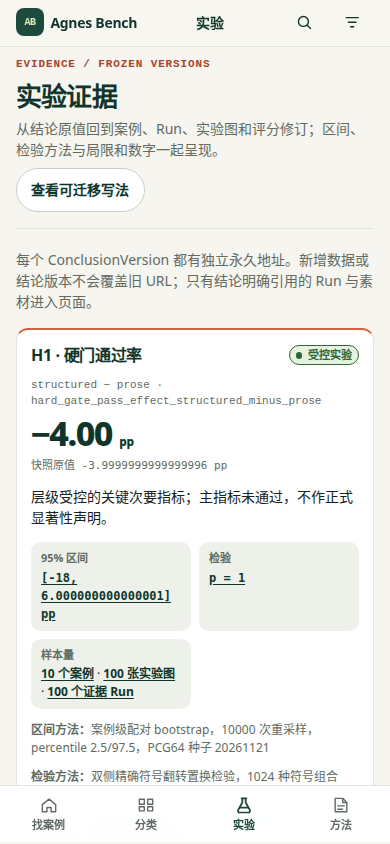 AB
Agnes Bench
实验
EVIDENCE / FROZEN VERSIONS
实验证据
从结论原值回到案例、Run、实验图和评分修订；区间、
检验方法与局限和数字一起呈现。
查看可迁移写法
每个 ConclusionVersion 都有独立永久地址。新增数据或
结论版本不会覆盖旧 URL；只有结论明确引用的 Run 与素
材进入页面。
H1 · 硬门通过率
受控实验
structured − prose ·
hard_gate_pass_effect_structured_minus_prose
−4.00 pp
快照原值 -3.9999999999999996 pp
层级受控的关键次要指标；主指标未通过，不作正式
显著性声明。
95% 区间
[-18,
6.000000000000001]
pp
检验
p = 1
样本量
10 个案例 · 100 张实验图
· 100 个证据 Run
区间方法：案例级配对 bootstrap，10000 次重采样，
percentile 2.5/97.5，PCG64 种子 20261121
检验方法：双侧精确符号翻转置换检验，1024 种符号组合
找案例
分类
实验
方法